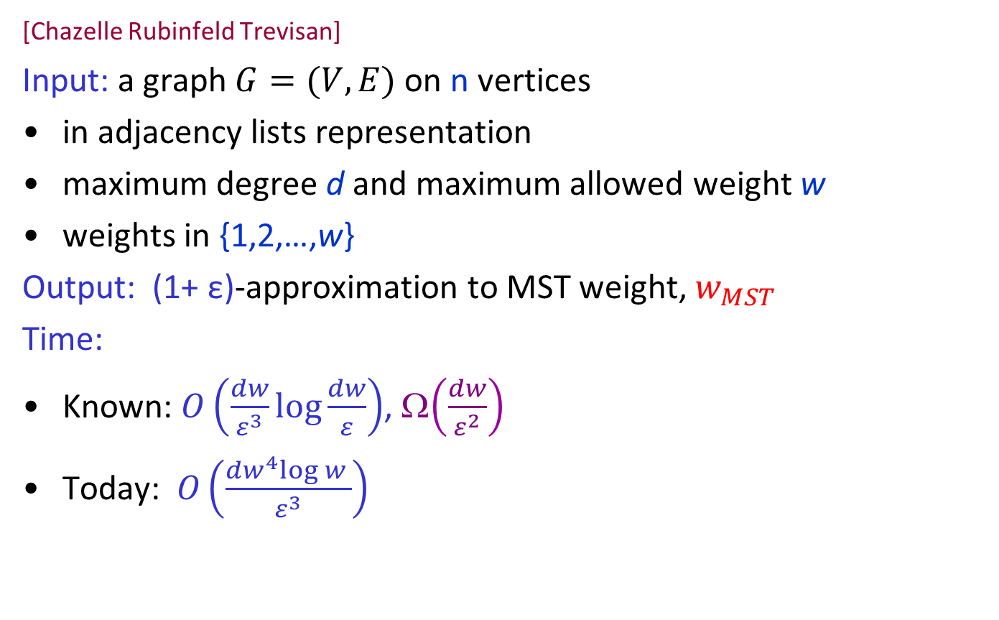 [Chazelle Rubinfeld Trevisan]
Input: a graph $G = (V, E)$ on n vertices
• in adjacency lists representation
• maximum degree d and maximum allowed weight w
• weights in {1,2,...,w}
Output: (1+ ε)-approximation to MST weight, $w_{MST}$
Time:
• Known: $O\left(\frac{dw}{\varepsilon^3}\log\frac{dw}{\varepsilon}\right)$, $\Omega\left(\frac{dw}{\varepsilon^2}\right)$
• Today: $O\left(\frac{dw^4 \log w}{\varepsilon^3}\right)$